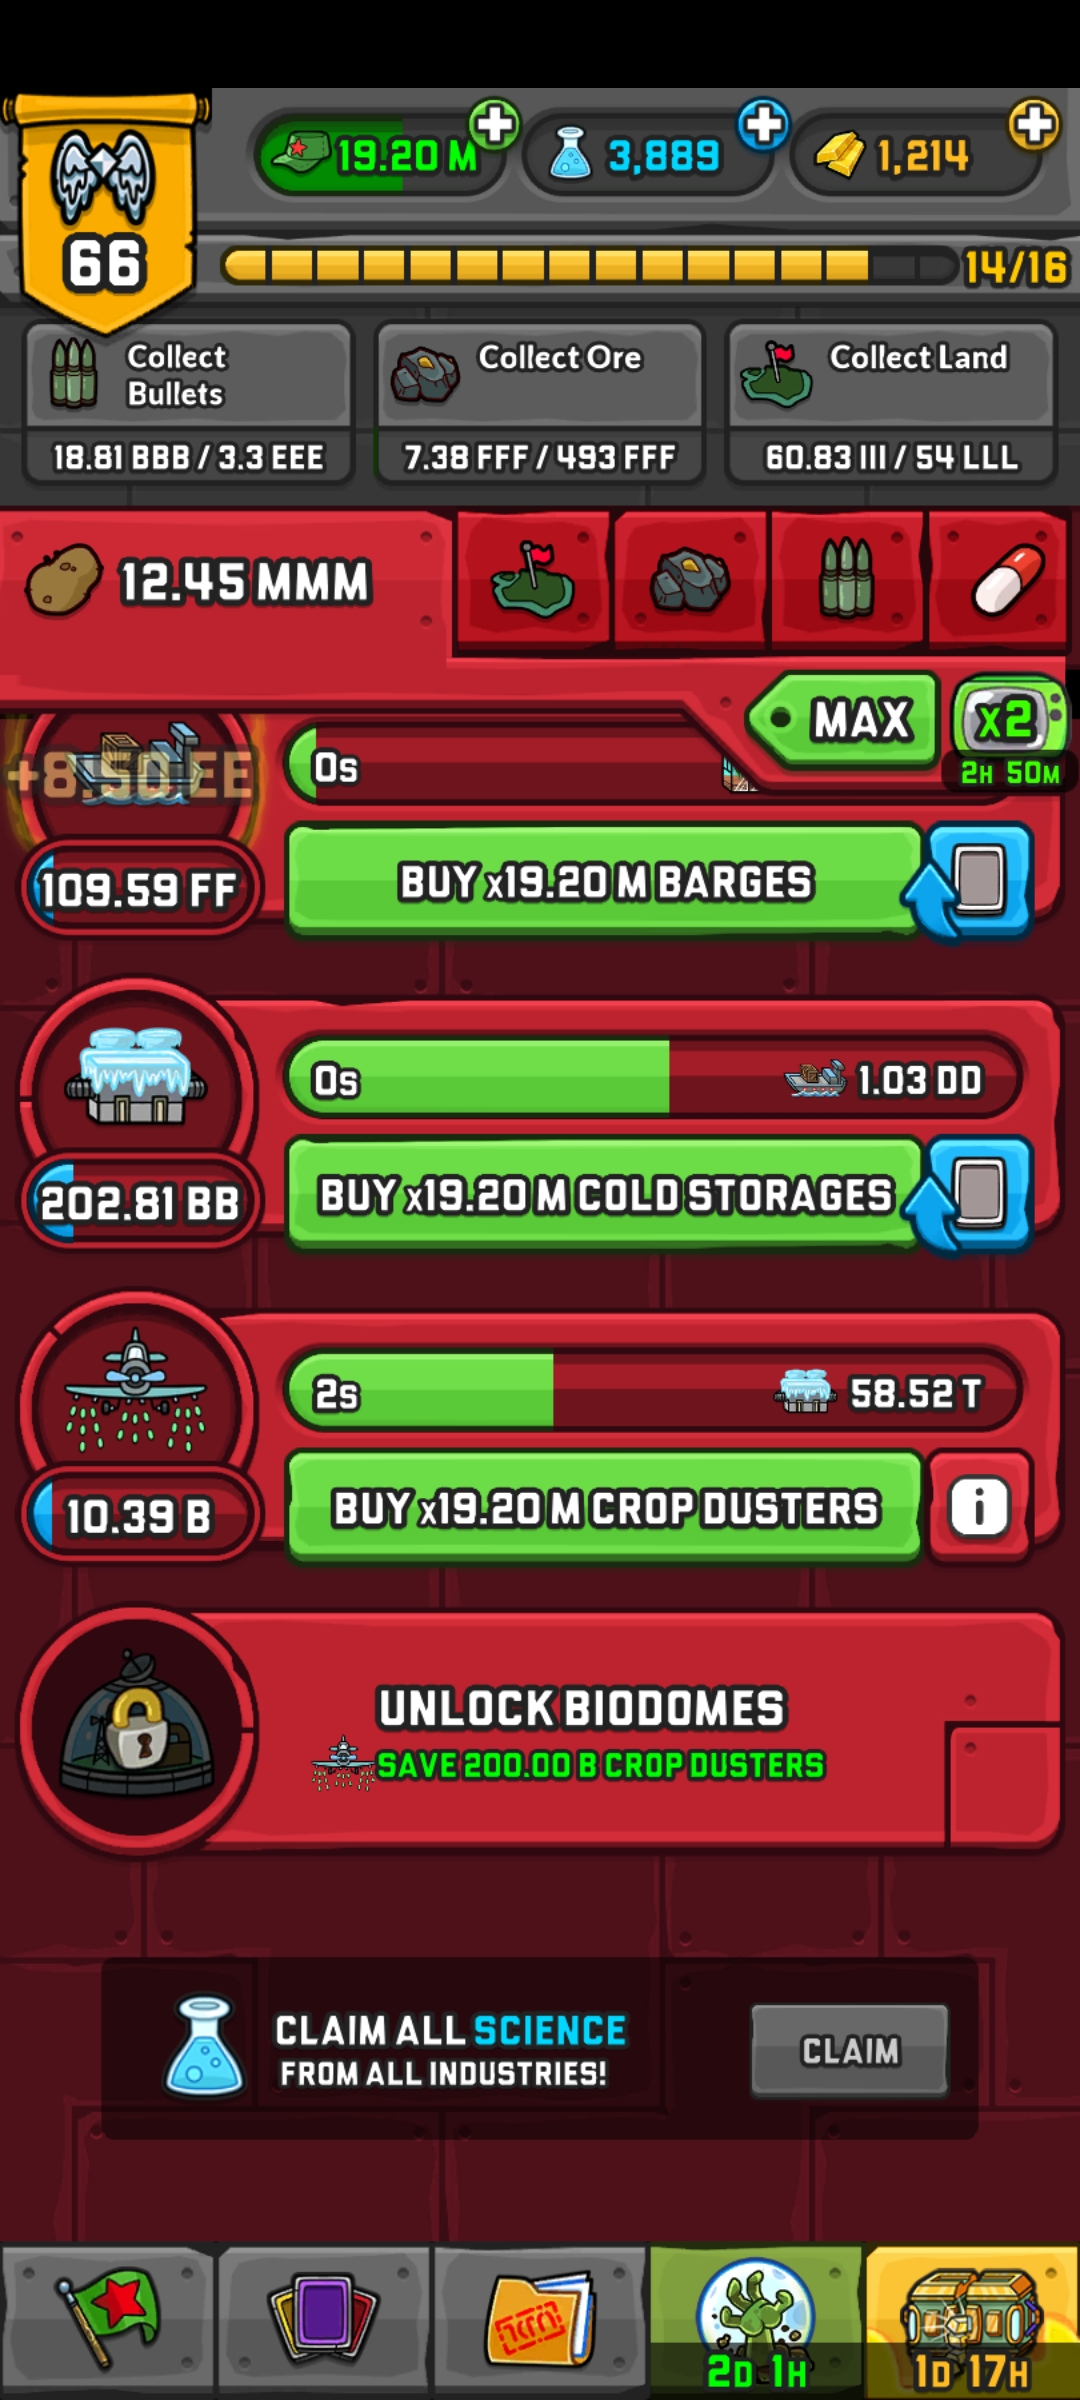 19.20 M
3,889
1,214
66
14/16
Collect
Bullets
18.81 BBB / 3.3 EEE
Collect Ore
7.38 FFF / 493 FFF
Collect Land
60.83 III / 54 LLL
12.45 MMM
MAX
x2
2H 50M
+8.50 EE
0s
109.59 FF
BUY x19.20 M BARGES
0s
1.03 DD
202.81 BB
BUY x19.20 M COLD STORAGES
2s
58.52 T
10.39 B
BUY x19.20 M CROP DUSTERS
i
UNLOCK BIODOMES
SAVE 200.00 B CROP DUSTERS
CLAIM ALL SCIENCE
FROM ALL INDUSTRIES!
CLAIM
2D 1H
1D 17H